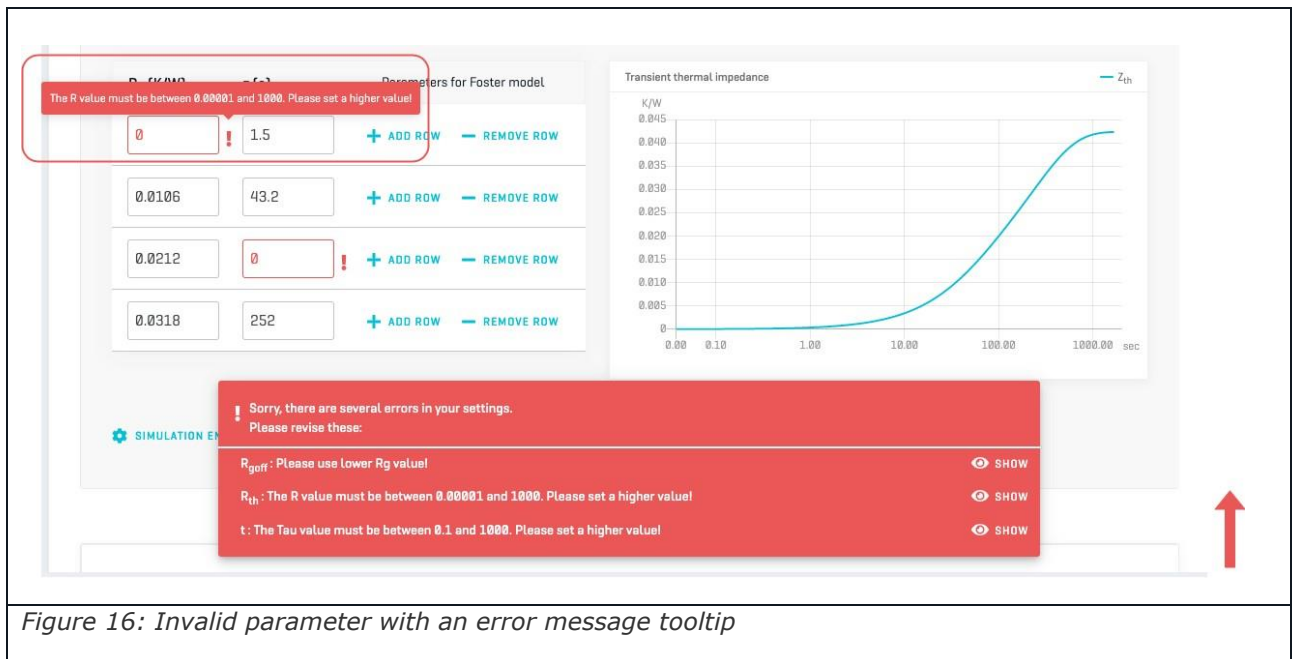 Parameters for Foster model
The R value must be between 0.00001 and 1000. Please set a higher value!
0 ! 1.5 + ADD ROW — REMOVE ROW
0.0106 43.2 + ADD ROW — REMOVE ROW
0.0212 0 ! + ADD ROW — REMOVE ROW
0.0318 252 + ADD ROW — REMOVE ROW
SIMULATION
Transient thermal impedance — Zth
K/W
0.045
0.040
0.035
0.030
0.025
0.020
0.015
0.010
0.005
0
0.00 0.10 1.00 10.00 100.00 1000.00 sec
! Sorry, there are several errors in your settings.
Please revise these:
Rgoff : Please use lower Rg value! SHOW
Rth : The R value must be between 0.00001 and 1000. Please set a higher value! SHOW
t : The Tau value must be between 0.1 and 1000. Please set a higher value! SHOW
Figure 16: Invalid parameter with an error message tooltip